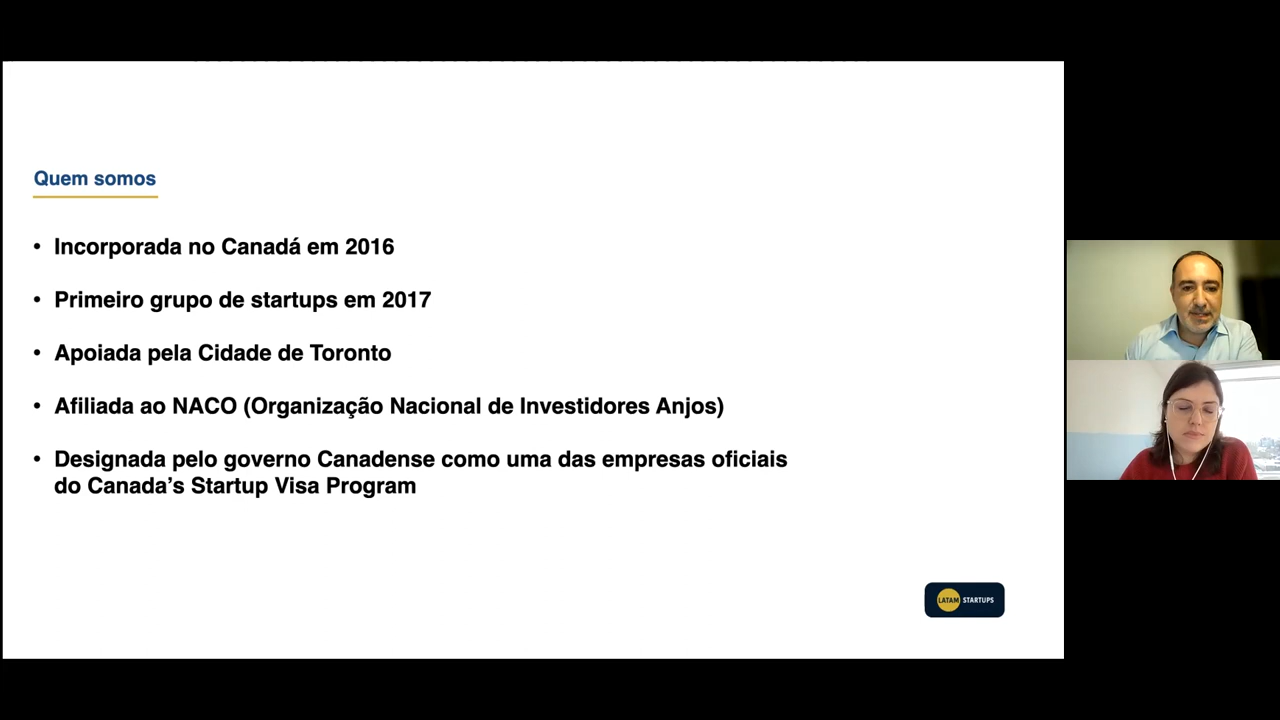 Quem somos
• Incorporada no Canadá em 2016
• Primeiro grupo de startups em 2017
• Apoiada pela Cidade de Toronto
• Afiliada ao NACO (Organização Nacional de Investidores Anjos)
• Designada pelo governo Canadense como uma das empresas oficiais
do Canada’s Startup Visa Program
LATAM STARTUPS